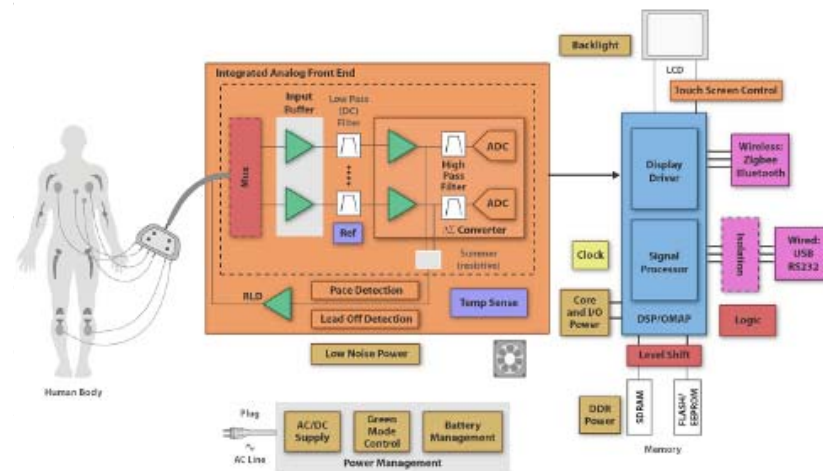 Backlight
LCD
Touch Screen Control
Integrated Analog Front End
Input
Buffer
Low Pass
(DC)
Filter
Mux
ADC
High
Pass
Filter
ADC
Converter
Ref
Summer
(resistive)
RLD
Pace Detection
Lead Off Detection
Temp Sense
Low Noise Power
Human Body
Display
Driver
Signal
Processor
DSP/OMAP
Wireless:
Zigbee
Bluetooth
Isolation
Wired:
USB
RS232
Clock
Core
and I/O
Power
Logic
Level Shift
DDR
Power
SDRAM
FLASH/
EEPROM
Memory
Plug
AC Line
AC/DC
Supply
Green
Mode
Control
Battery
Management
Power Management